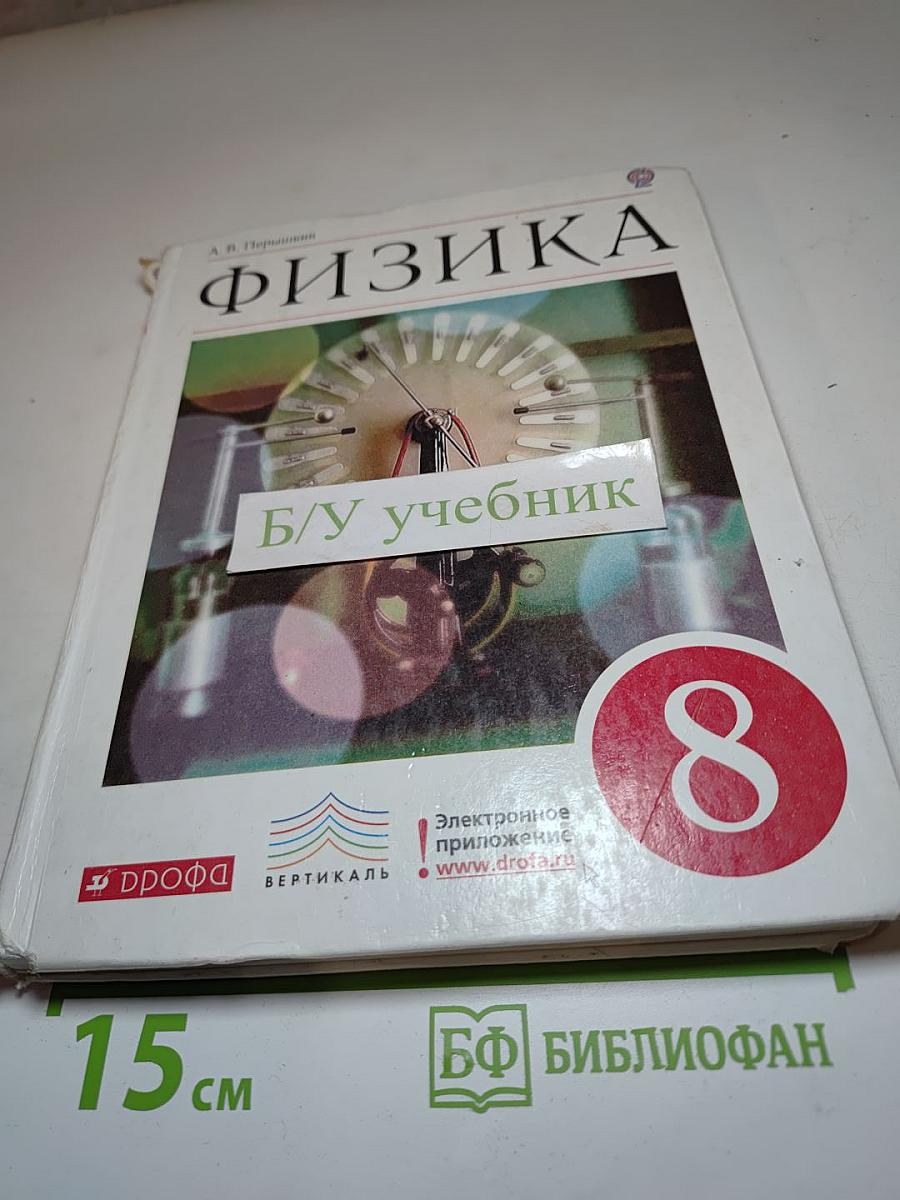 А. В. Перышкин
ФИЗИКА
Б/У учебник
8
дрофа
ВЕРТИКАЛЬ
!
Электронное
приложение
www.drofa.ru
15 см
БФ БИБЛИОФАН